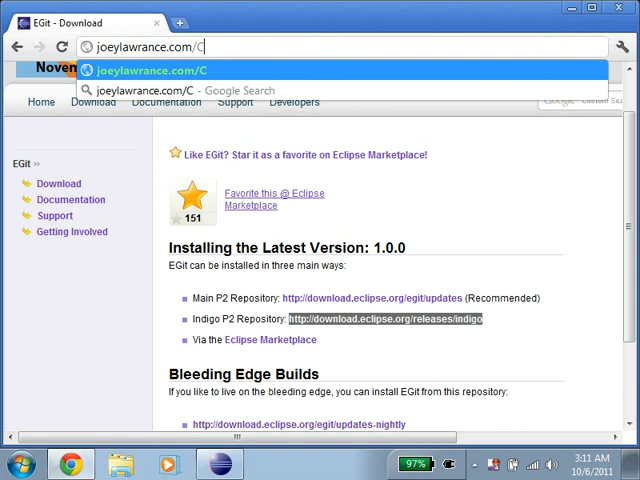 EGit - Download
joeylawrance.com/C
joeylawrance.com/C
joeylawrance.com/C - Google Search
Novem
Home Download Documentation Support Developers
Google
Custom Se
EGit
Download
Documentation
Support
Getting Involved
Like EGit? Star it as a favorite on Eclipse Marketplace!
151
Favorite this @ Eclipse
Marketplace
Installing the Latest Version: 1.0.0
EGit can be installed in three main ways:
Main P2 Repository: http://download.eclipse.org/egit/updates (Recommended)
Indigo P2 Repository: http://download.eclipse.org/releases/indigo
Via the Eclipse Marketplace
Bleeding Edge Builds
If you like to live on the bleeding edge, you can install EGit from this repository:
http://download.eclipse.org/egit/updates-nightly
97%
3:11 AM
10/6/2011